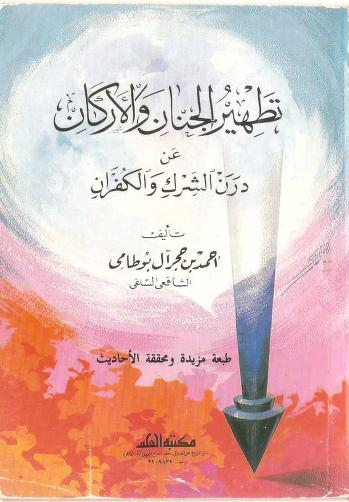 تطهير الجنان والأركان
عن
درن الشرك والكفران
تأليف
أحمد بن حجر آل بوطامي
الشافعي السلفي
طبعة مزيدة ومحققة الأحاديث
مكتبة العلم
ت ٣٩٠٩٨٢٩